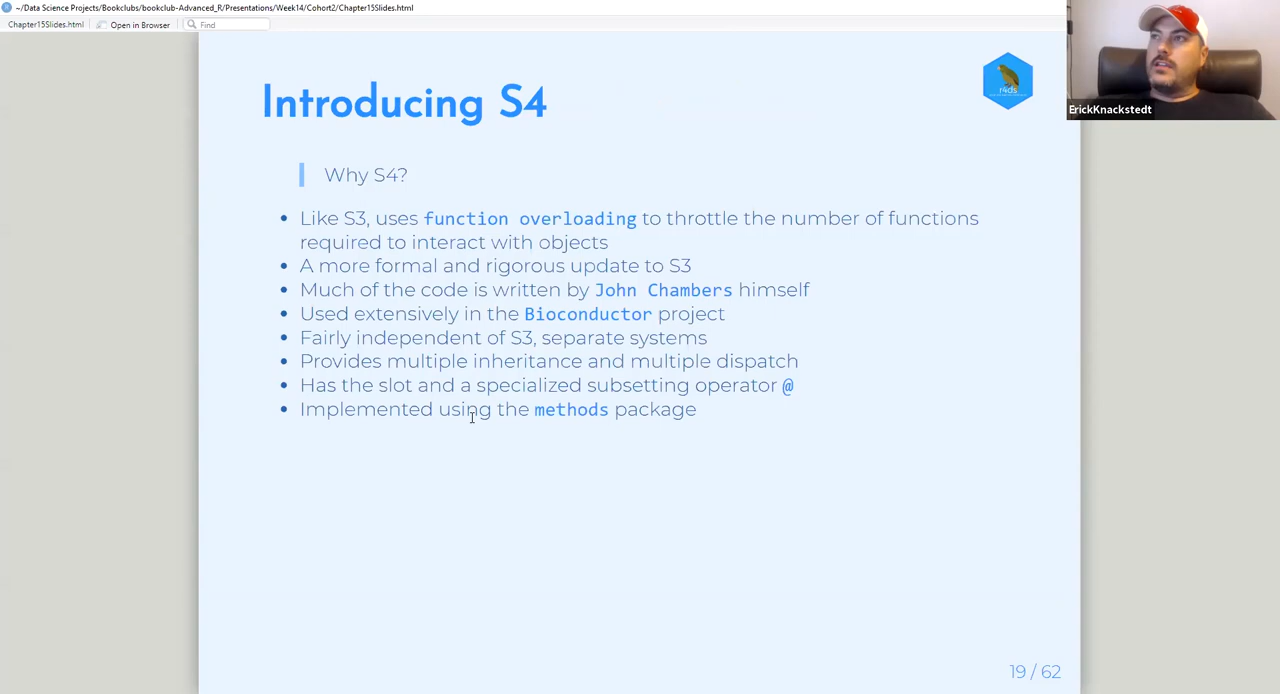 ~/Data Science Projects/Bookclubs/bookclub-Advanced_R/Presentations/Week14/Cohort2/Chapter15Slides.html
Chapter15Slides.html Open in Browser Find
ErickKnackstedt
r4ds
Introducing S4
Why S4?
• Like S3, uses function overloading to throttle the number of functions
required to interact with objects
• A more formal and rigorous update to S3
• Much of the code is written by John Chambers himself
• Used extensively in the Bioconductor project
• Fairly independent of S3, separate systems
• Provides multiple inheritance and multiple dispatch
• Has the slot and a specialized subsetting operator @
• Implemented using the methods package
19 / 62